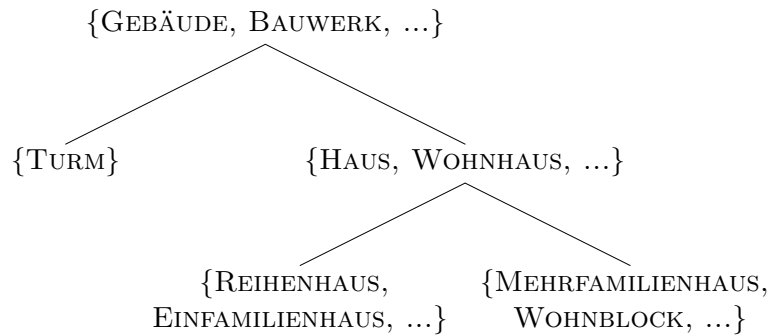 {GEBÄUDE, BAUWERK, ...}
{TURM}
{HAUS, WOHNHAUS, ...}
{REIHENHAUS,
EINFAMILIENHAUS, ...}
{MEHRFAMILIENHAUS,
WOHNBLOCK, ...}